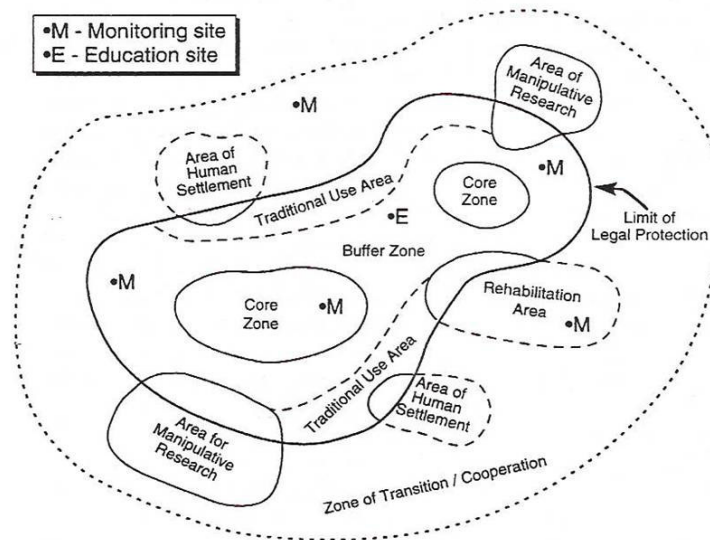 •M - Monitoring site
•E - Education site
Area of
Manipulative
Research
•M
Area of
Human
Settlement
Traditional Use Area
•M
Core
Zone
•E
Limit of
Legal Protection
Buffer Zone
•M
Core
Zone
•M
Rehabilitation
Area
•M
Traditional Use Area
Area of
Human
Settlement
Area for
Manipulative
Research
Zone of Transition / Cooperation